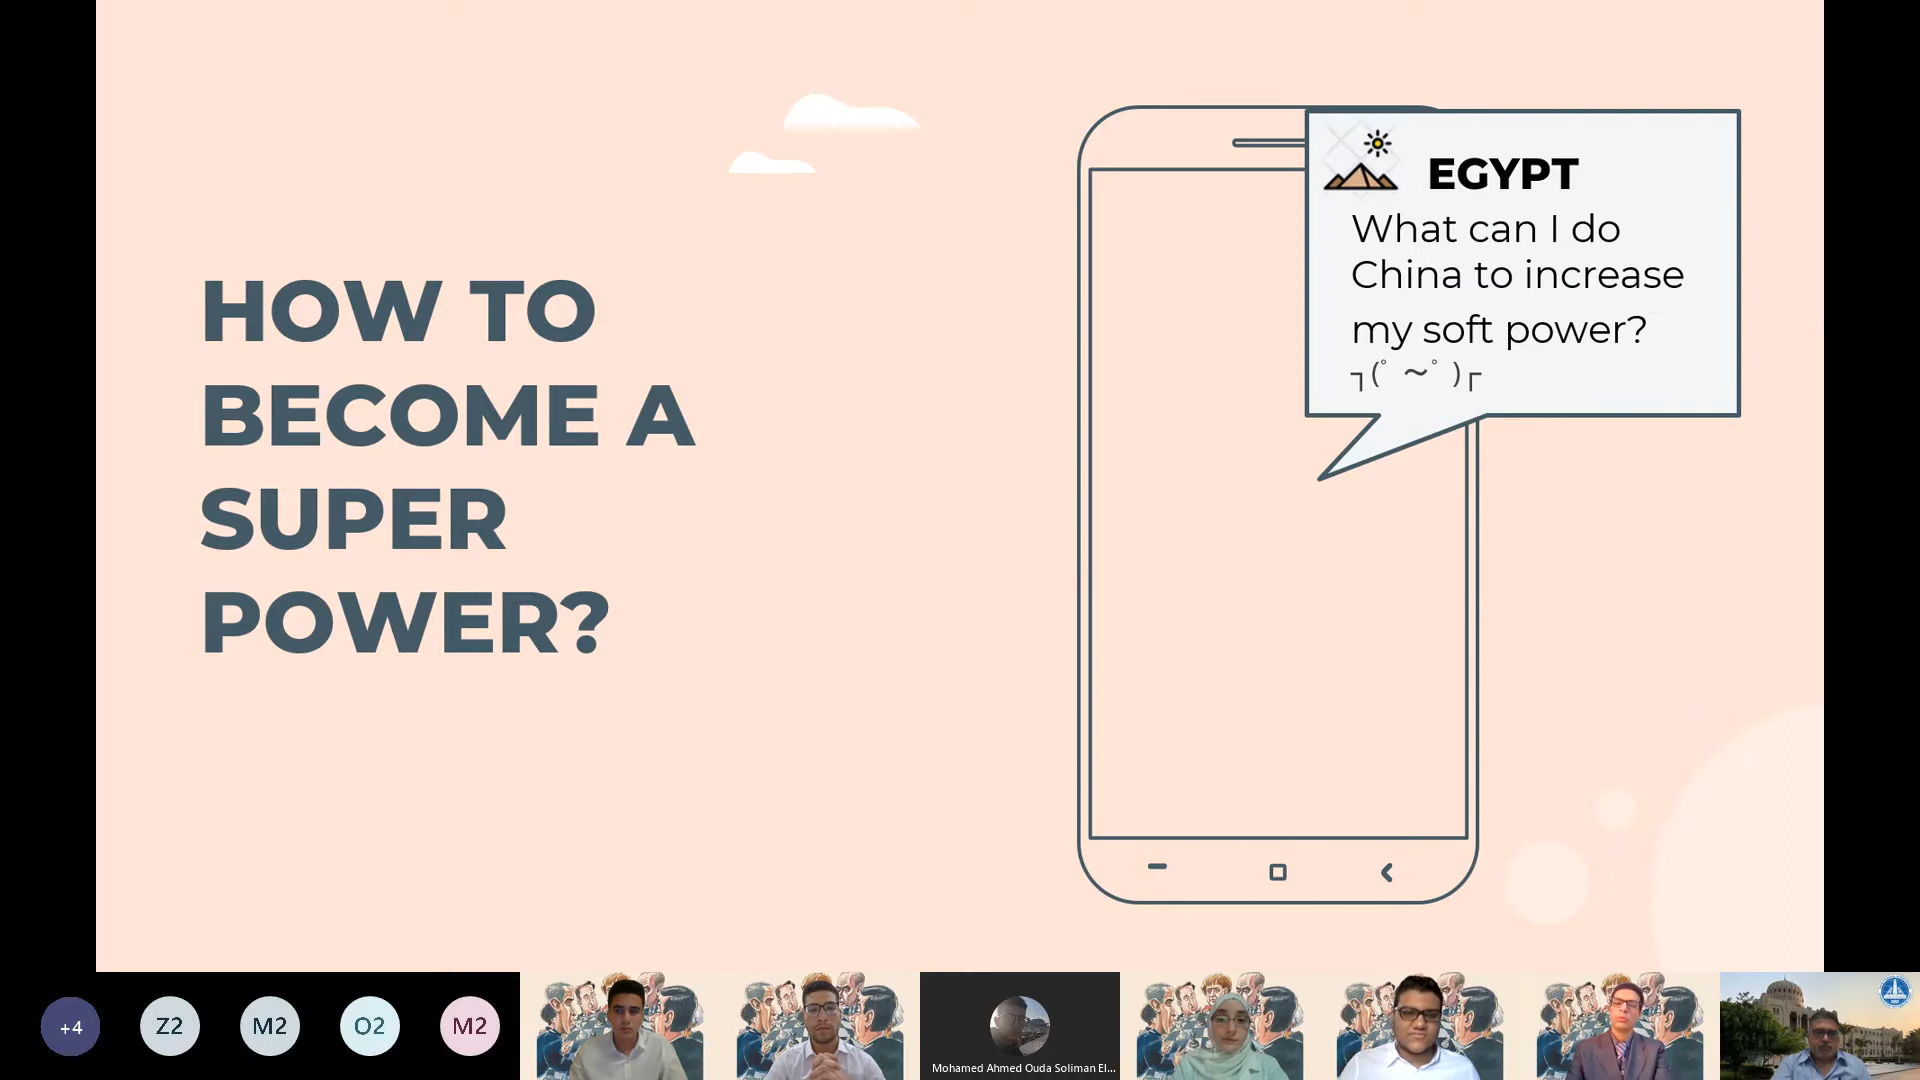 HOW TO
BECOME A
SUPER
POWER?
EGYPT
What can I do
China to increase
my soft power?
┐(ﾟ ～ﾟ )┌
+4
Z2
M2
O2
M2
Mohamed Ahmed Ouda Soliman El...